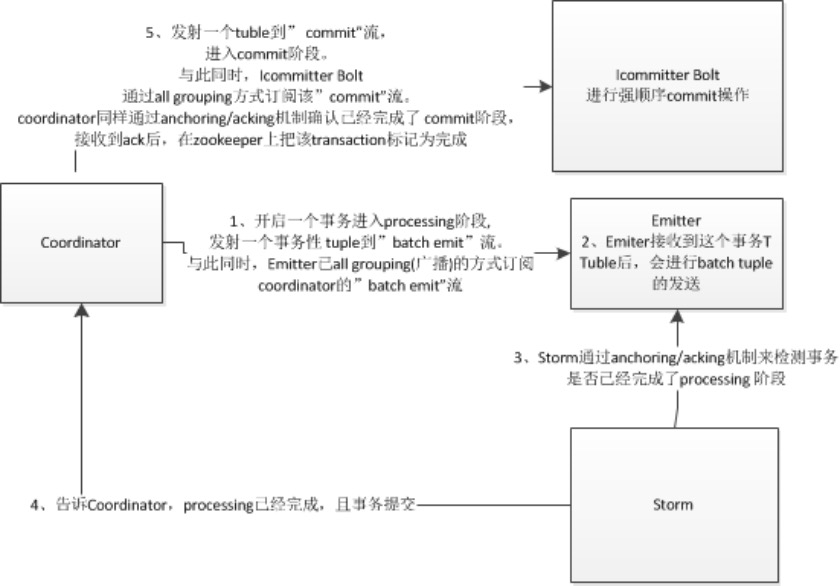 5、发射一个tuble到”commit"流，
进入commit阶段。
与此同时，Icommitter Bolt
通过all grouping方式订阅该”commit"流。
coordinator同样通过anchoring/acking机制确认已经完成了 commit阶段，
接收到ack后，在zookeeper上把该transaction标记为完成
Icommitter Bolt
进行强顺序commit操作
Coordinator
1、开启一个事务进入processing阶段,
发射一个事务性 tuple到”batch emit”流。
与此同时，Emitter已all grouping(广播)的方式订阅
coordinator的”batch emit"流
Emitter
2、Emiter接收到这个事务T
Tuble后，会进行batch tuple
的发送
3、Storm通过anchoring/acking机制来检测事务
是否已经完成了processing 阶段
4、告诉Coordinator，processing已经完成，且事务提交
Storm